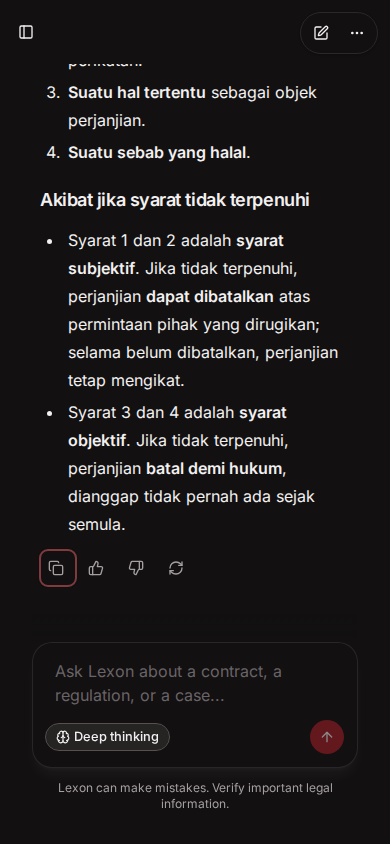 perikatan.
3. Suatu hal tertentu sebagai objek
perjanjian.
4. Suatu sebab yang halal.
Akibat jika syarat tidak terpenuhi
• Syarat 1 dan 2 adalah syarat
subjektif. Jika tidak terpenuhi,
perjanjian dapat dibatalkan atas
permintaan pihak yang dirugikan;
selama belum dibatalkan, perjanjian
tetap mengikat.
• Syarat 3 dan 4 adalah syarat
objektif. Jika tidak terpenuhi,
perjanjian batal demi hukum,
dianggap tidak pernah ada sejak
semula.
Ask Lexon about a contract, a
regulation, or a case...
Deep thinking
Lexon can make mistakes. Verify important legal
information.